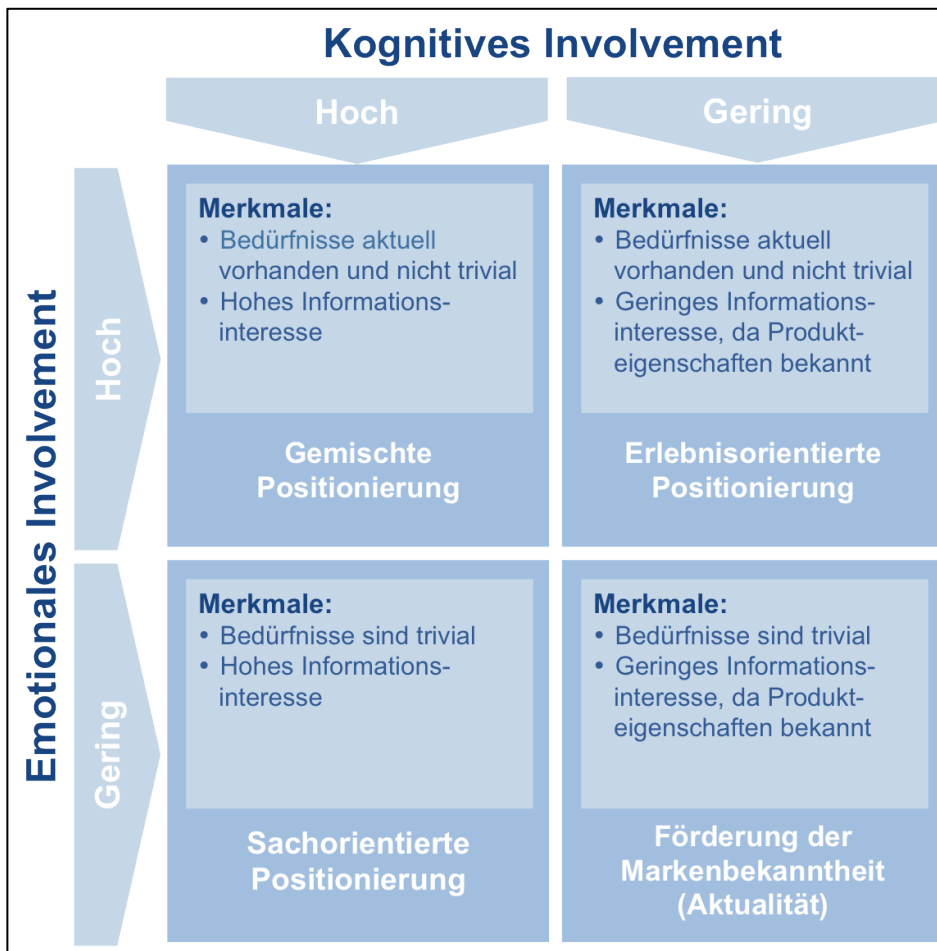 Kognitives Involvement
Hoch
Gering
Emotionales Involvement
Hoch
Merkmale:
• Bedürfnisse aktuell
vorhanden und nicht trivial
• Hohes Informations-
interesse
Gemischte
Positionierung
Merkmale:
• Bedürfnisse aktuell
vorhanden und nicht trivial
• Geringes Informations-
interesse, da Produkt-
eigenschaften bekannt
Erlebnisorientierte
Positionierung
Gering
Merkmale:
• Bedürfnisse sind trivial
• Hohes Informations-
interesse
Sachorientierte
Positionierung
Merkmale:
• Bedürfnisse sind trivial
• Geringes Informations-
interesse, da Produkt-
eigenschaften bekannt
Förderung der
Markenbekanntheit
(Aktualität)